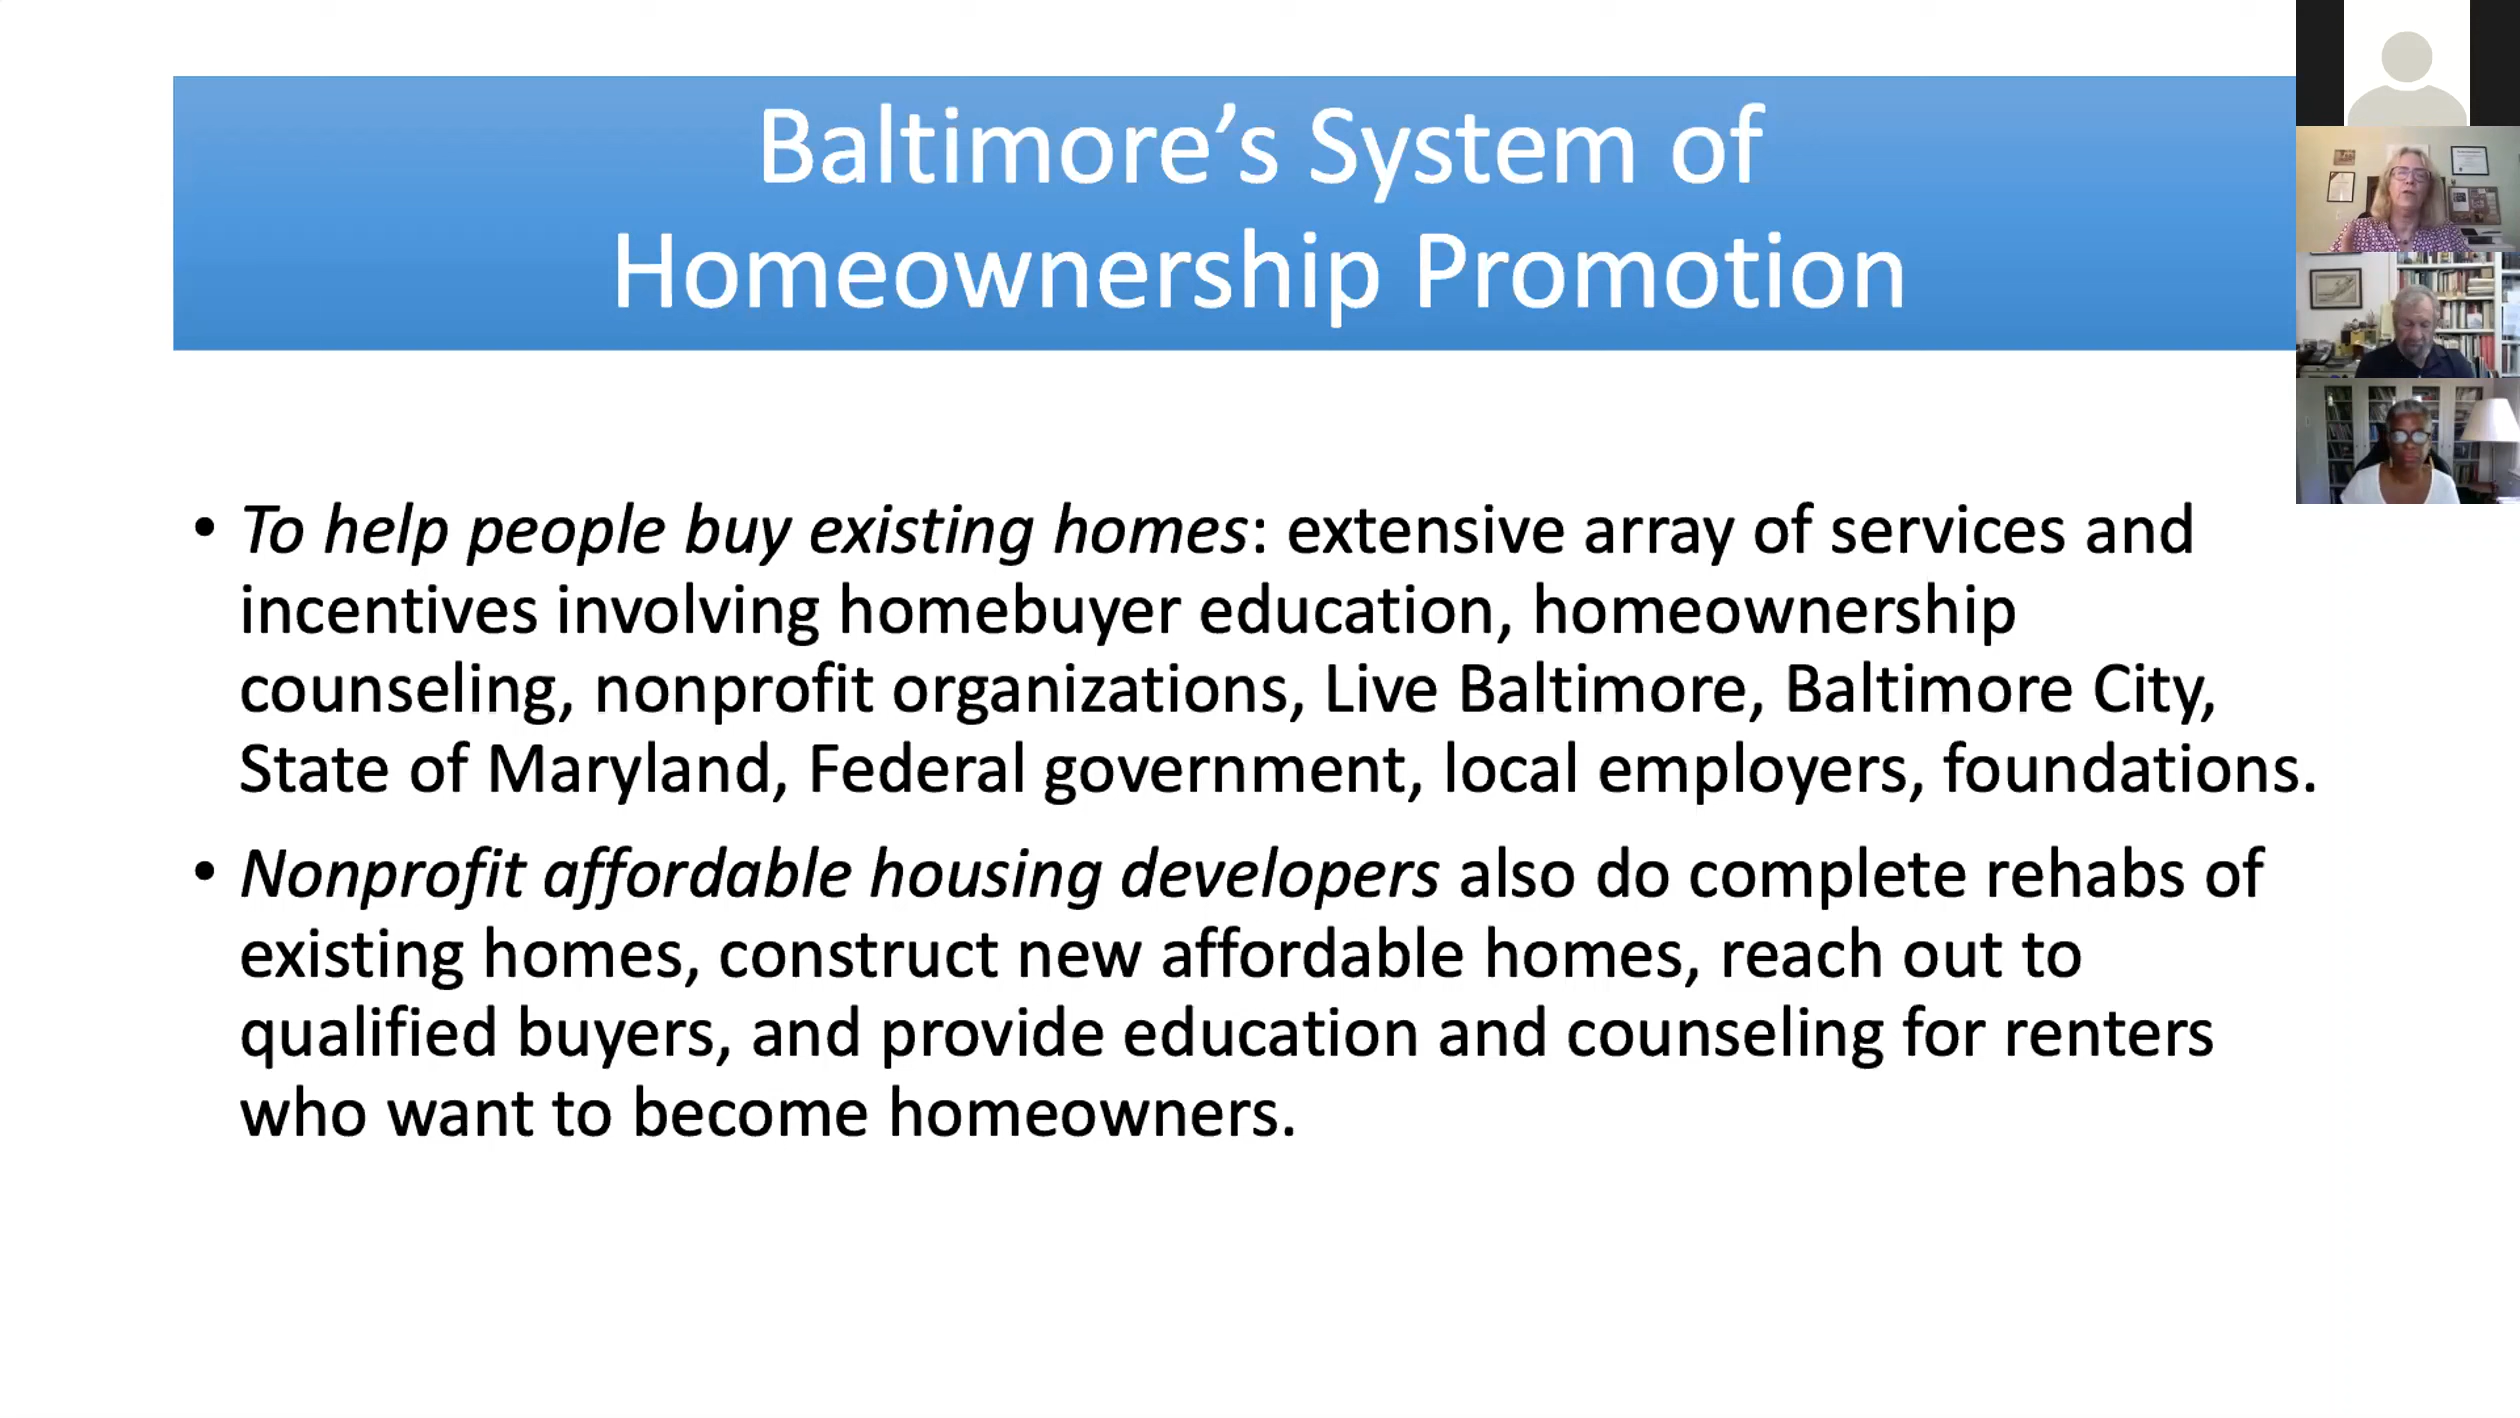 Baltimore’s System of
Homeownership Promotion
• To help people buy existing homes: extensive array of services and
incentives involving homebuyer education, homeownership
counseling, nonprofit organizations, Live Baltimore, Baltimore City,
State of Maryland, Federal government, local employers, foundations.
• Nonprofit affordable housing developers also do complete rehabs of
existing homes, construct new affordable homes, reach out to
qualified buyers, and provide education and counseling for renters
who want to become homeowners.